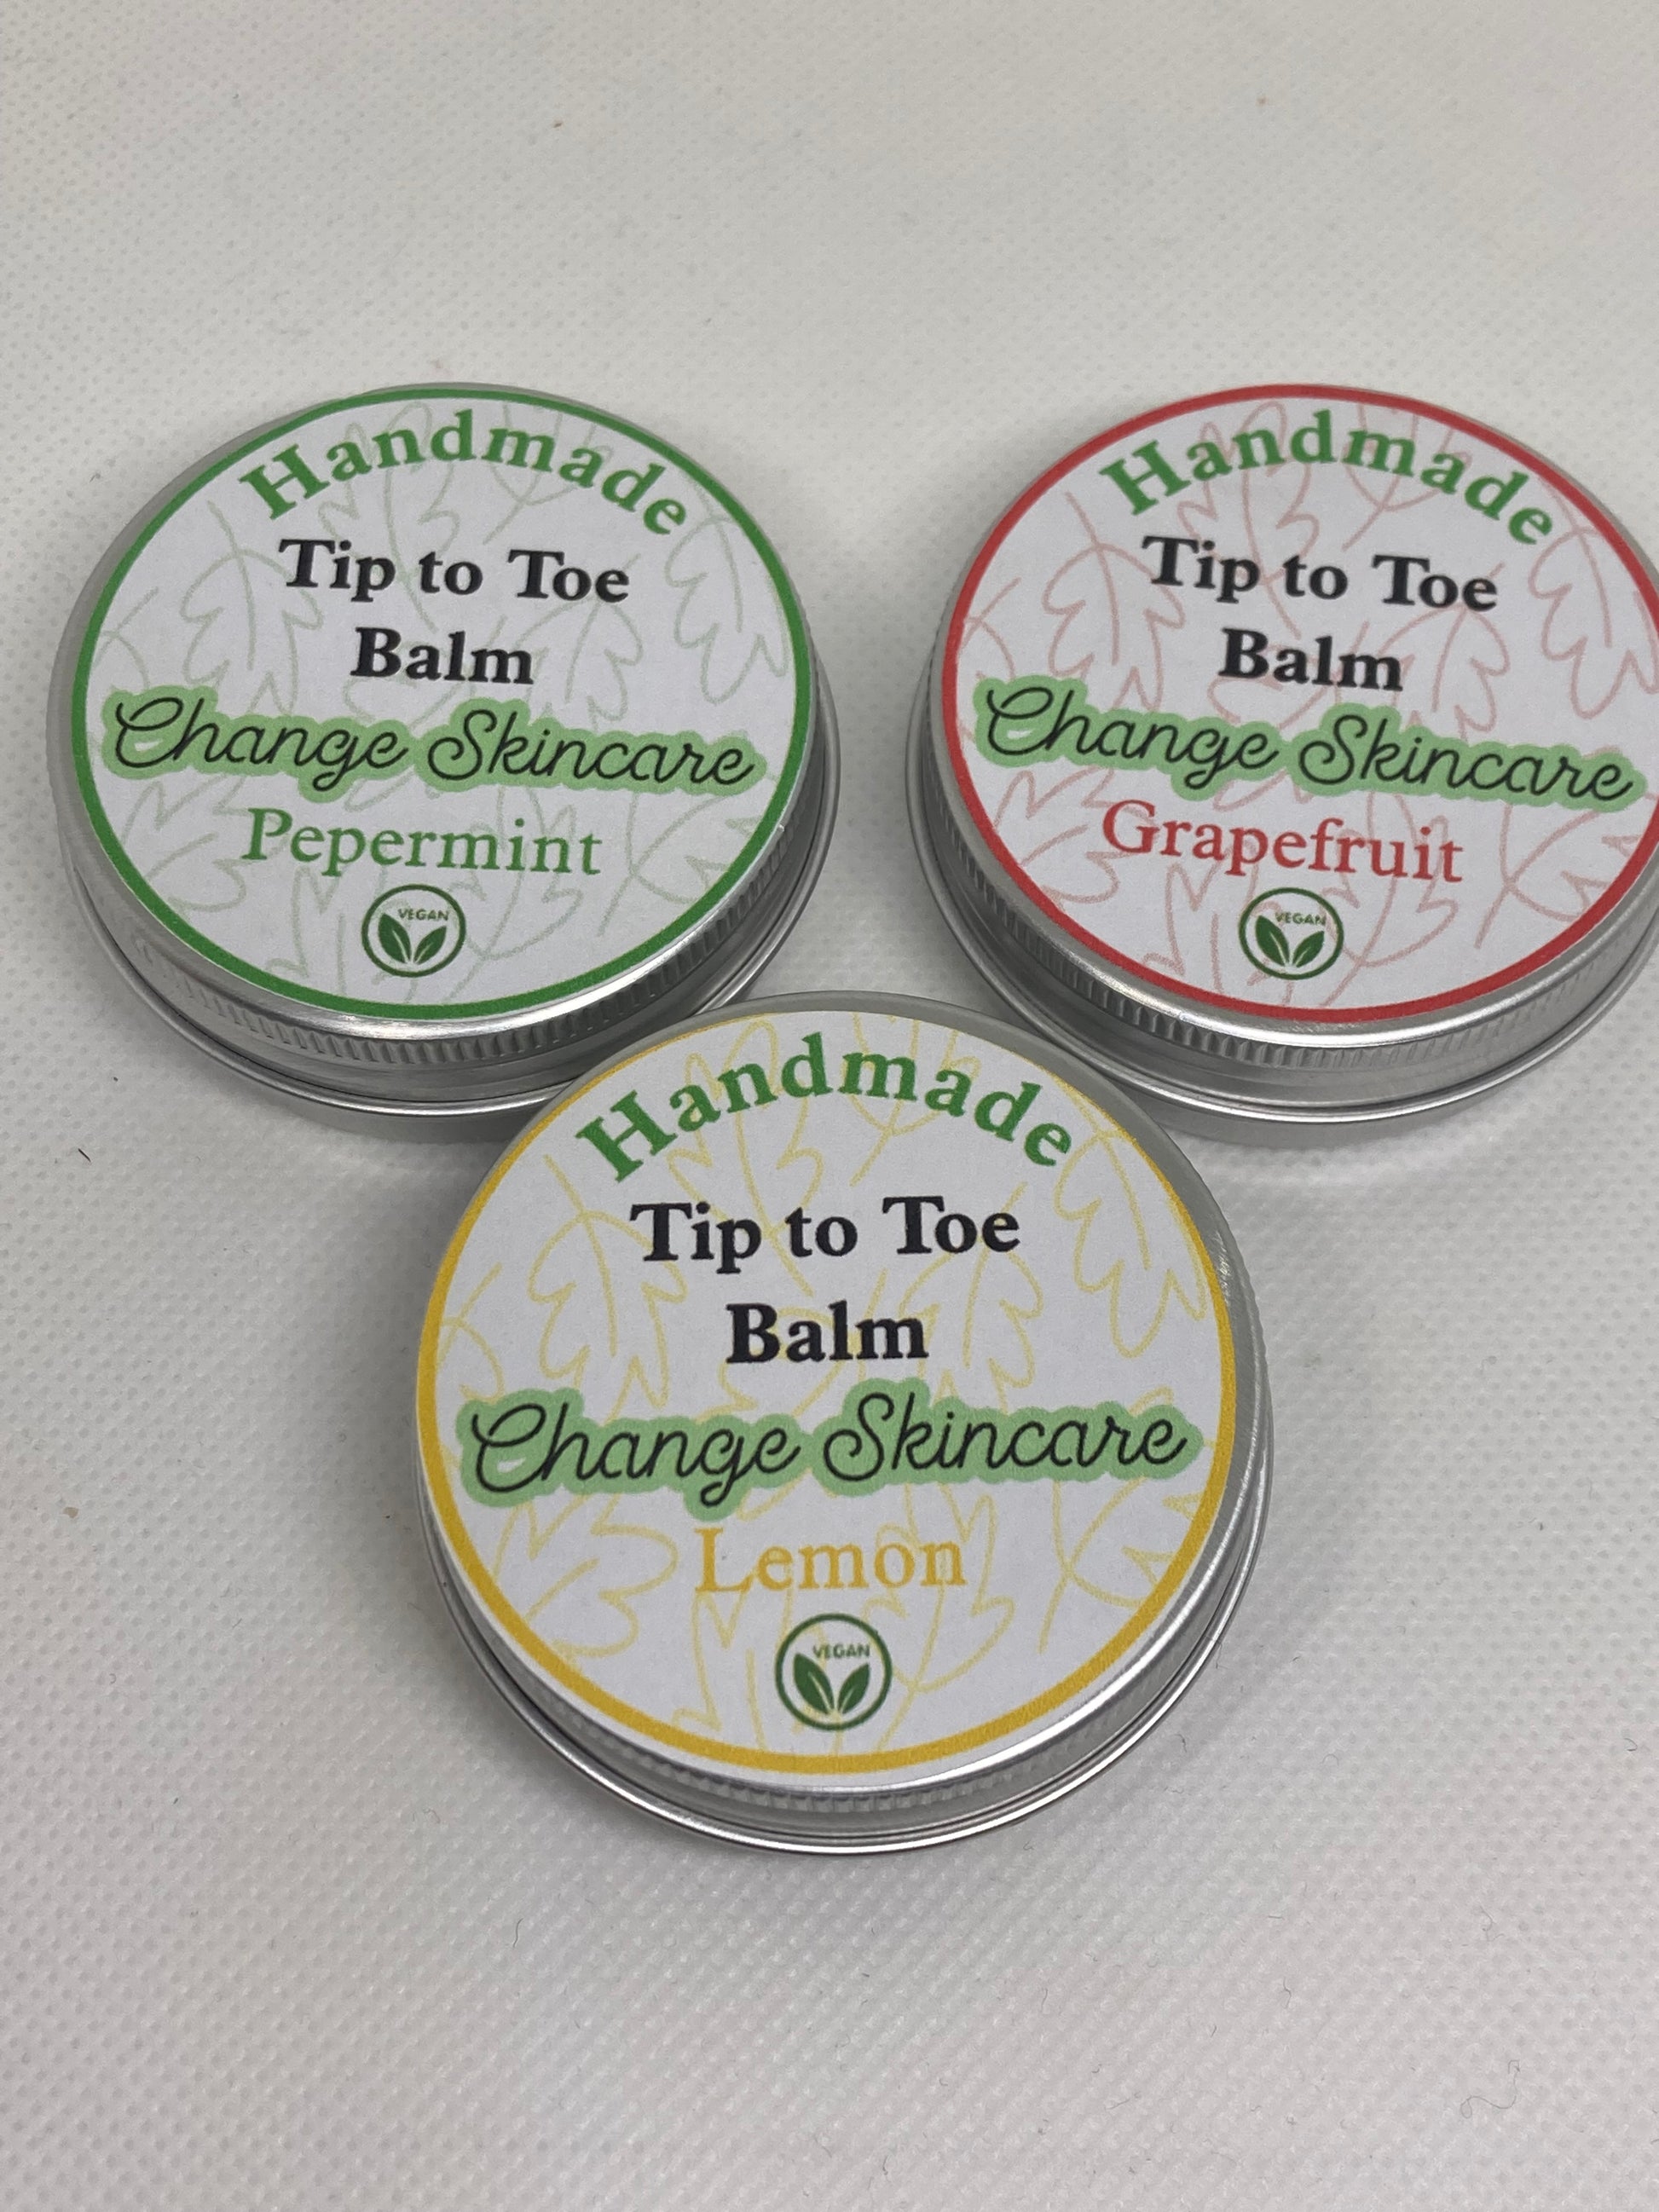 Handmade
Tip to Toe
Balm
Change Skincare
Pepermint
VEGAN
Handmade
Tip to Toe
Balm
Change Skincare
Grapefruit
VEGAN
Handmade
Tip to Toe
Balm
Change Skincare
Lemon
VEGAN